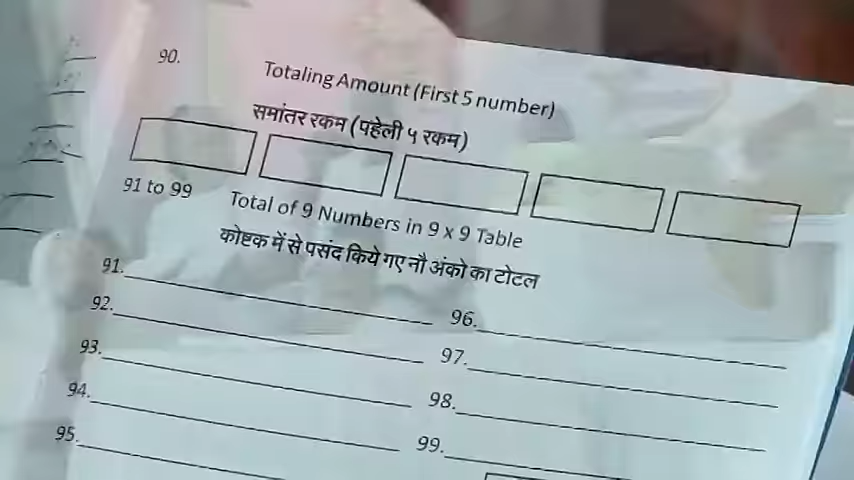 90.
Totaling Amount (First 5 number)
समांतर रकम (पहेली ५ रकम)
91 to 99 Total of 9 Numbers in 9 x 9 Table
कोष्टक में से पसंद किये गए नौ अंको का टोटल
91.
92.
93.
94.
95.
96.
97.
98.
99.